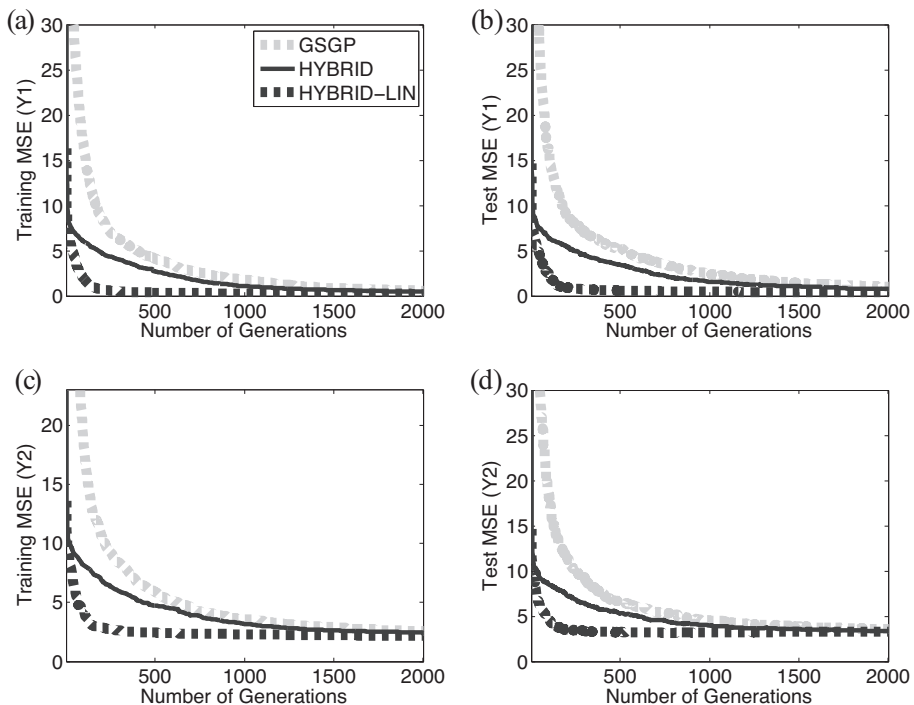 (a)
Training MSE (Y1)
30
25
20
15
10
5
0
GSGP
HYBRID
HYBRID−LIN
500
1000
1500
2000
Number of Generations
(b)
Test MSE (Y1)
30
25
20
15
10
5
0
500
1000
1500
2000
Number of Generations
(c)
Training MSE (Y2)
20
15
10
5
0
500
1000
1500
2000
Number of Generations
(d)
Test MSE (Y2)
30
25
20
15
10
5
0
500
1000
1500
2000
Number of Generations